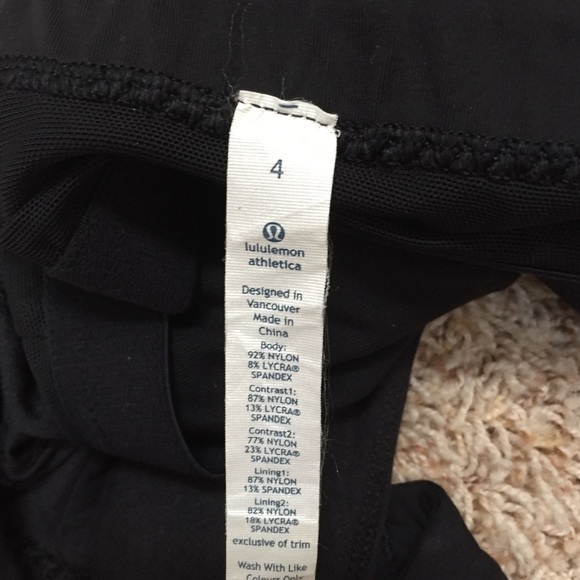 4
lululemon
athletica
Designed in
Vancouver
Made in
China
Body:
92% NYLON
8% LYCRA®
SPANDEX
Contrast1:
87% NYLON
13% LYCRA®
SPANDEX
Contrast2:
77% NYLON
23% LYCRA®
SPANDEX
Lining1:
87% NYLON
13% SPANDEX
Lining2:
82% NYLON
18% LYCRA®
SPANDEX
exclusive of trim
Wash With Like
Colours Only